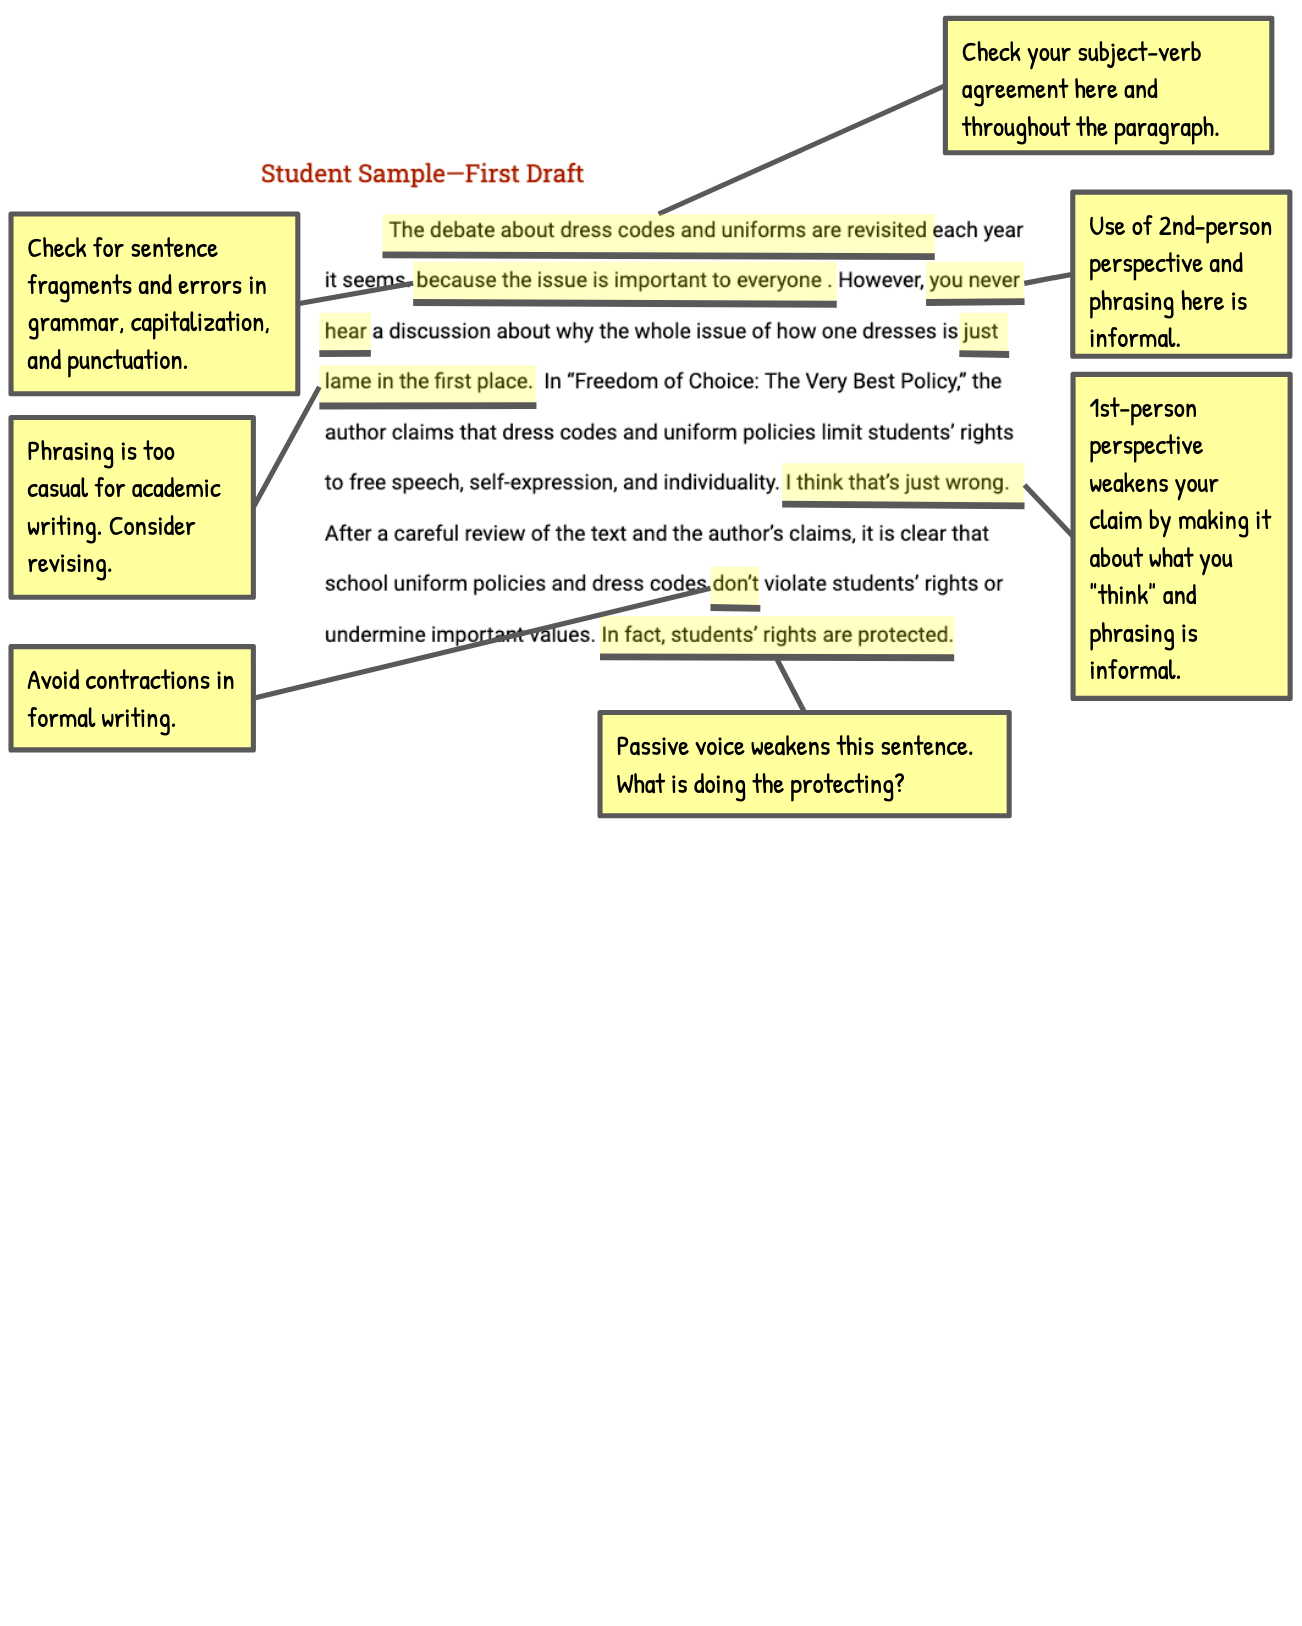 Check your subject-verb
agreement here and
throughout the paragraph.
Student Sample—First Draft
The debate about dress codes and uniforms are revisited each year
it seems. because the issue is important to everyone . However, you never
hear a discussion about why the whole issue of how one dresses is just
lame in the first place. In “Freedom of Choice: The Very Best Policy,” the
author claims that dress codes and uniform policies limit students’ rights
to free speech, self-expression, and individuality. I think that’s just wrong.
After a careful review of the text and the author’s claims, it is clear that
school uniform policies and dress codes don’t violate students’ rights or
undermine important values. In fact, students’ rights are protected.
Check for sentence
fragments and errors in
grammar, capitalization,
and punctuation.
Phrasing is too
casual for academic
writing. Consider
revising.
Avoid contractions in
formal writing.
Use of 2nd-person
perspective and
phrasing here is
informal.
1st-person
perspective
weakens your
claim by making it
about what you
"think" and
phrasing is
informal.
Passive voice weakens this sentence.
What is doing the protecting?